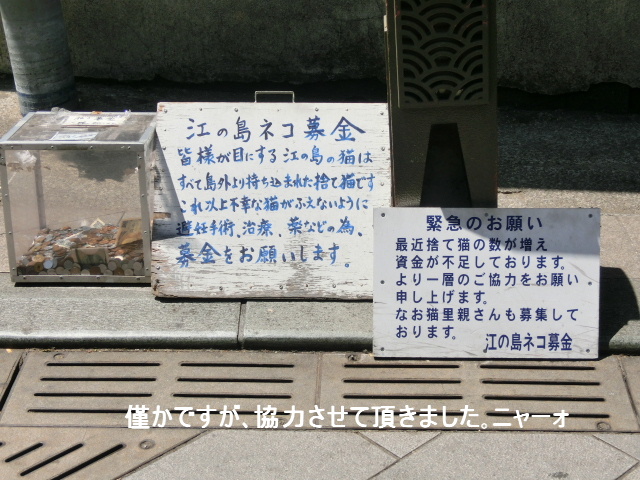 江の島ネコ募金
皆様が目にする江の島の猫は
すべて島外より持ち込まれた捨て猫です
これ以上不幸な猫がふえないように
避妊手術、治療、薬などの為、
募金をお願いします。
緊急のお願い
最近捨て猫の数が増え
資金が不足しております。
より一層のご協力をお願い
申し上げます。
なお猫里親さんも募集して
おります。
江の島ネコ募金
僅かですが、協力させて頂きました。ニャーォ